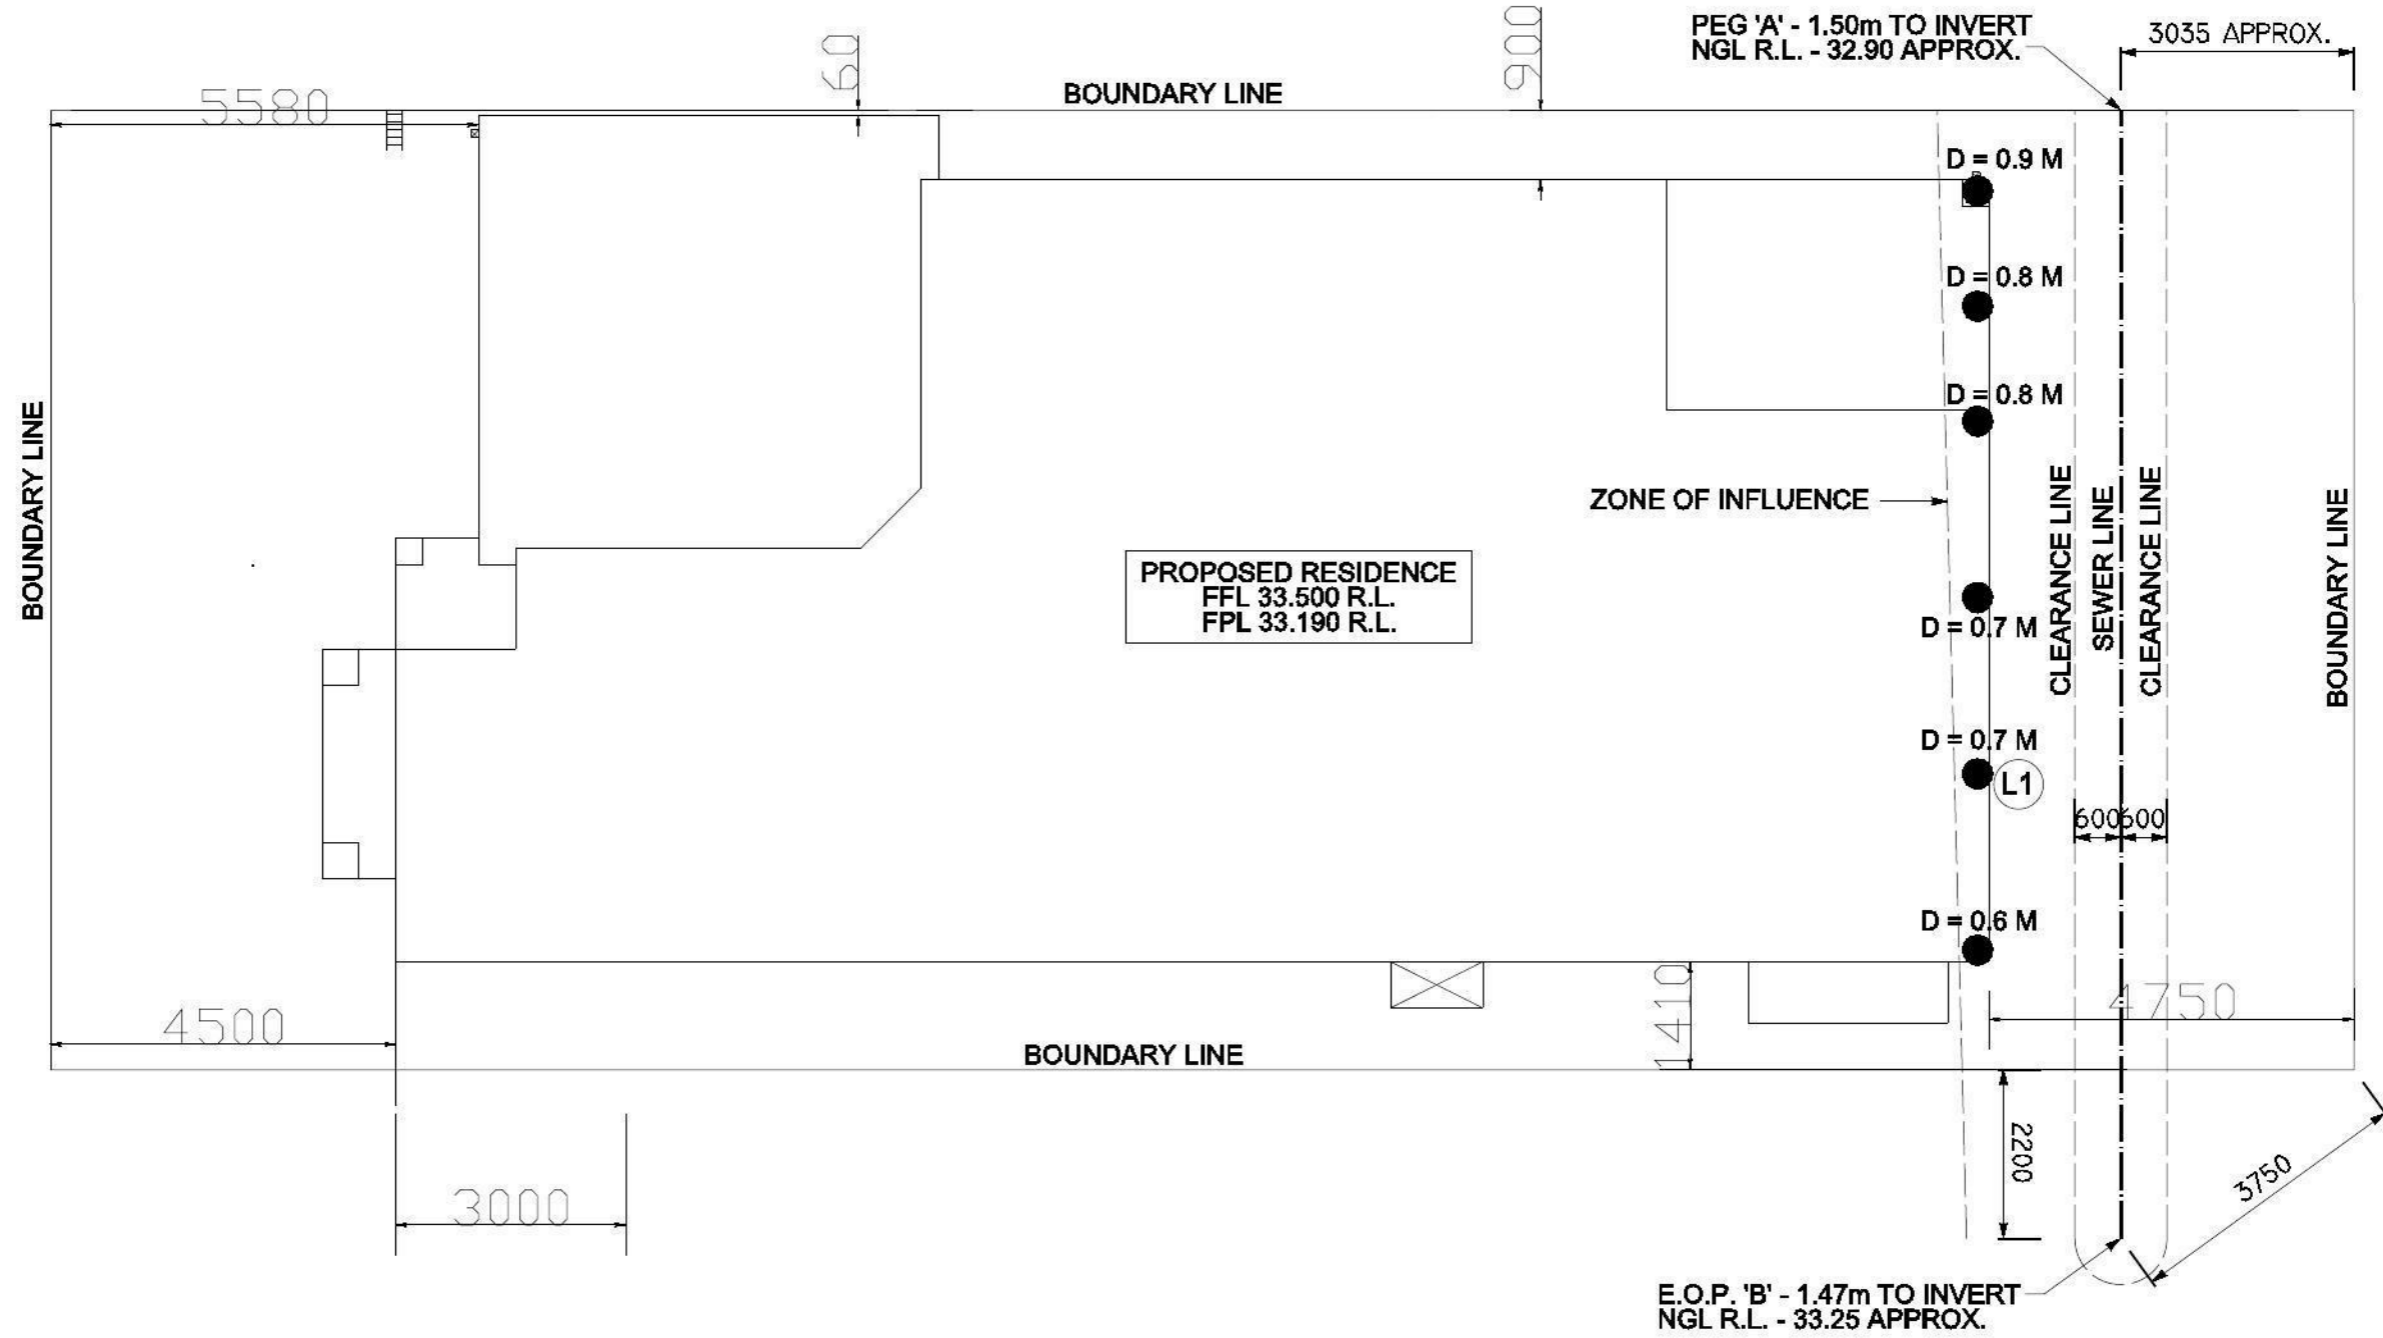 PEG 'A' - 1.50m TO INVERT
NGL R.L. - 32.90 APPROX.
3035 APPROX.
60
900
5580
BOUNDARY LINE
D = 0.9 M
D = 0.8 M
D = 0.8 M
BOUNDARY LINE
ZONE OF INFLUENCE
CLEARANCE LINE
SEWER LINE
CLEARANCE LINE
BOUNDARY LINE
PROPOSED RESIDENCE
FFL 33.500 R.L.
FPL 33.190 R.L.
D = 0.7 M
D = 0.7 M
L1
600
600
D = 0.6 M
4500
1410
4750
BOUNDARY LINE
2200
3750
3000
E.O.P. 'B' - 1.47m TO INVERT
NGL R.L. - 33.25 APPROX.